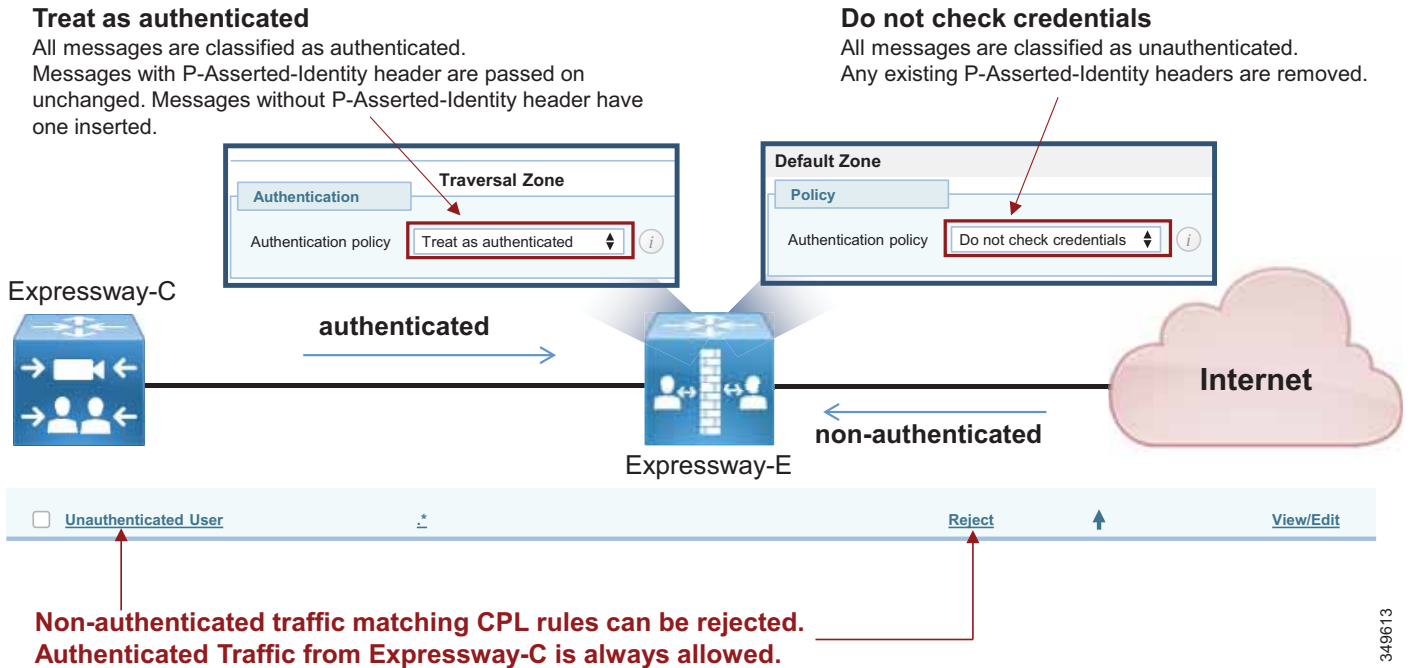 Treat as authenticated
All messages are classified as authenticated.
Messages with P-Asserted-Identity header are passed on
unchanged. Messages without P-Asserted-Identity header have
one inserted.
Do not check credentials
All messages are classified as unauthenticated.
Any existing P-Asserted-Identity headers are removed.
Traversal Zone
Authentication
Authentication policy
Treat as authenticated
i
Default Zone
Policy
Authentication policy
Do not check credentials
i
Expressway-C
authenticated
Expressway-E
non-authenticated
Internet
Unauthenticated User
.*
Reject
View/Edit
Non-authenticated traffic matching CPL rules can be rejected.
Authenticated Traffic from Expressway-C is always allowed.
349613